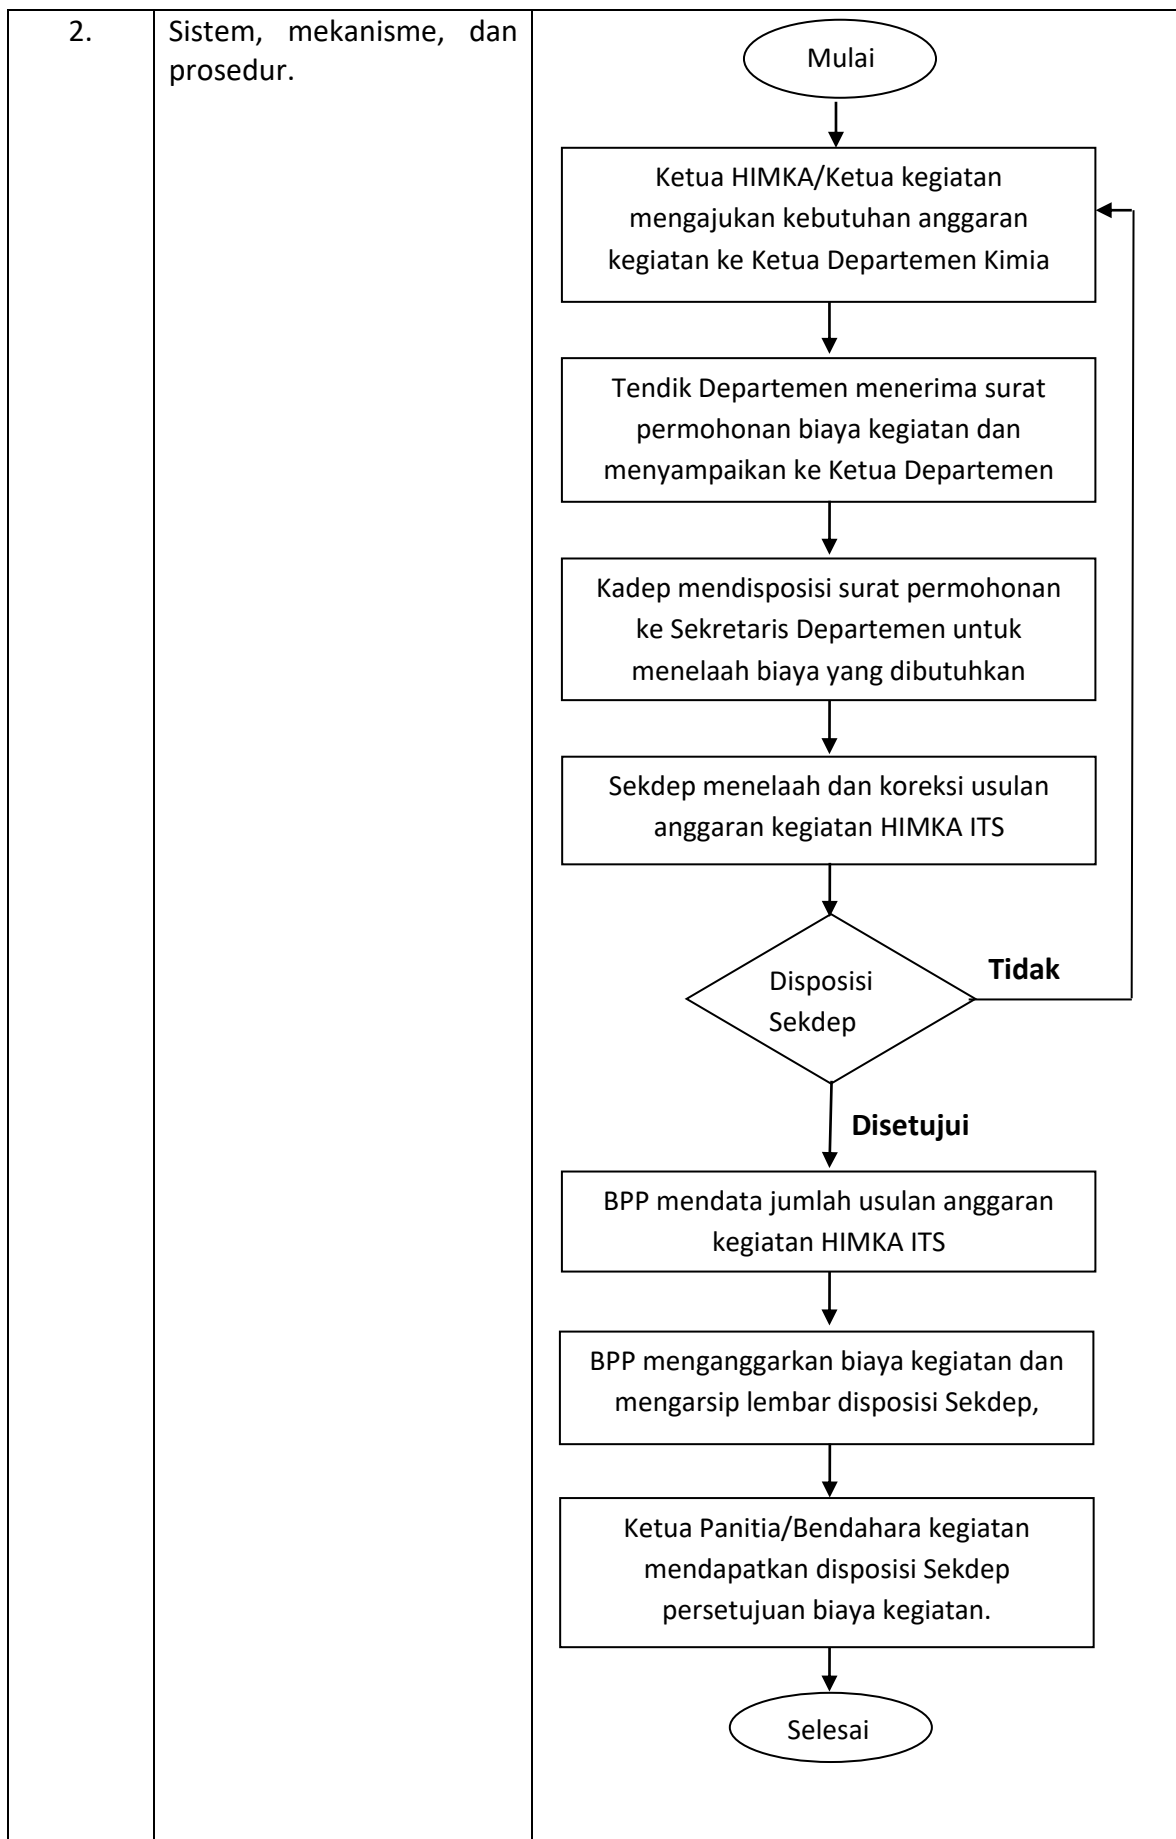 2.
Sistem, mekanisme, dan
prosedur.
Mulai
Ketua HIMKA/Ketua kegiatan
mengajukan kebutuhan anggaran
kegiatan ke Ketua Departemen Kimia
Tendik Departemen menerima surat
permohonan biaya kegiatan dan
menyampaikan ke Ketua Departemen
Kadep mendisposisi surat permohonan
ke Sekretaris Departemen untuk
menelaah biaya yang dibutuhkan
Sekdep menelaah dan koreksi usulan
anggaran kegiatan HIMKA ITS
Disposisi
Sekdep
Tidak
Disetujui
BPP mendata jumlah usulan anggaran
kegiatan HIMKA ITS
BPP menganggarkan biaya kegiatan dan
mengarsip lembar disposisi Sekdep,
Ketua Panitia/Bendahara kegiatan
mendapatkan disposisi Sekdep
persetujuan biaya kegiatan.
Selesai